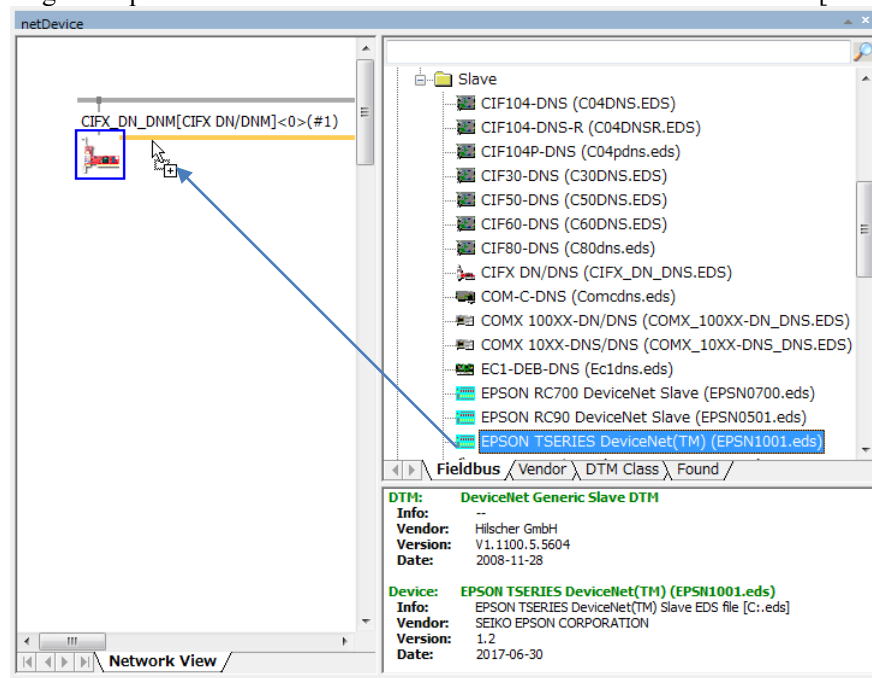 netDevice
CIFX_DN_DNM[CIFX DN/DNM]<0>(#1)
Network View
Slave
CIF104-DNS (C04DNS.EDS)
CIF104-DNS-R (C04DNSR.EDS)
CIF104P-DNS (C04pdns.eds)
CIF30-DNS (C30DNS.EDS)
CIF50-DNS (C50DNS.EDS)
CIF60-DNS (C60DNS.EDS)
CIF80-DNS (C80dns.eds)
CIFX DN/DNS (CIFX_DN_DNS.EDS)
COM-C-DNS (Comcdns.eds)
COMX 100XX-DN/DNS (COMX_100XX-DN_DNS.EDS)
COMX 10XX-DNS/DNS (COMX_10XX-DNS_DNS.EDS)
EC1-DEB-DNS (Ec1dns.eds)
EPSON RC700 DeviceNet Slave (EPSN0700.eds)
EPSON RC90 DeviceNet Slave (EPSN0501.eds)
EPSON TSERIES DeviceNet(TM) (EPSN1001.eds)
Fieldbus Vendor DTM Class Found
DTM: DeviceNet Generic Slave DTM
Info: --
Vendor: Hilscher GmbH
Version: V1.1100.5.5604
Date: 2008-11-28
Device: EPSON TSERIES DeviceNet(TM) (EPSN1001.eds)
Info: EPSON TSERIES DeviceNet(TM) Slave EDS file [C:.eds]
Vendor: SEIKO EPSON CORPORATION
Version: 1.2
Date: 2017-06-30